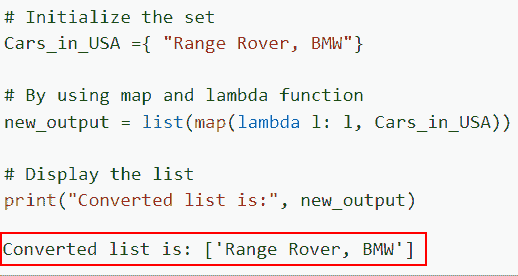 # Initialize the set
Cars_in_USA ={ "Range Rover, BMW"}
# By using map and lambda function
new_output = list(map(lambda l: l, Cars_in_USA))
# Display the list
print("Converted list is:", new_output)
Converted list is: ['Range Rover, BMW']